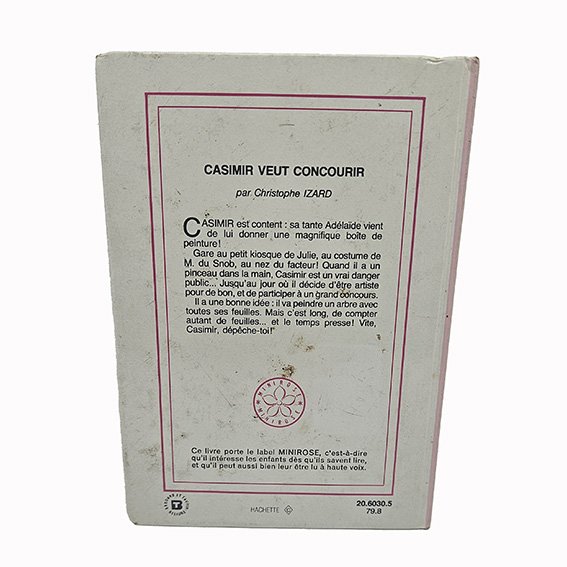 CASIMIR VEUT CONCOURIR
par Christophe IZARD
CASIMIR est content : sa tante Adélaïde vient
de lui donner une magnifique boîte de
peinture!
Gare au petit kiosque de Julie, au costume de
M. du Snob, au nez du facteur! Quand il a un
pinceau dans la main, Casimir est un vrai danger
public... Jusqu'au jour où il décide d'être artiste
pour de bon, et de participer à un grand concours.
Il a une bonne idée : il va peindre un arbre avec
toutes ses feuilles. Mais c'est long, de compter
autant de feuilles... et le temps presse! Vite,
Casimir, dépêche-toi!"
MINIROSE
MINIROSE
Ce livre porte le label MINIROSE, c'est-à-dire
qu'il intéresse les enfants dès qu'ils savent lire,
et qu'il peut aussi bien leur être lu à haute voix.
T
HACHETTE
20.6030.5
79.8